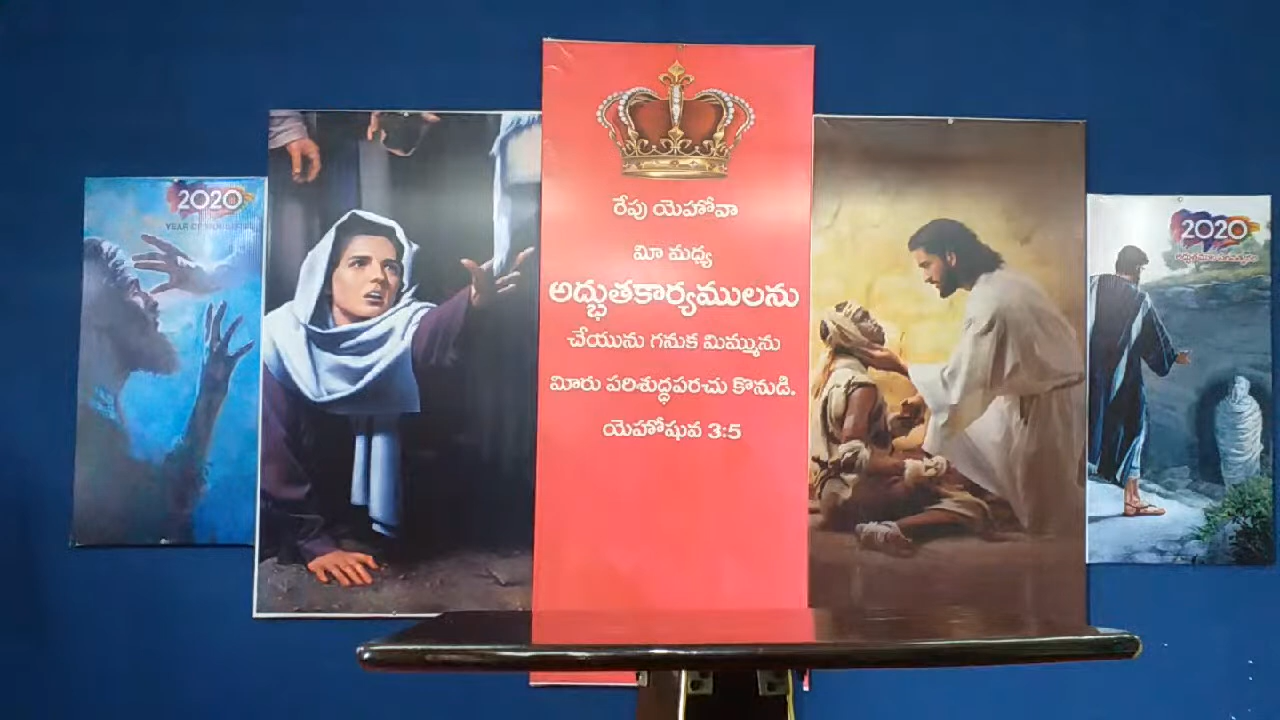 2020
YEAR OF
రేపు యెహోవా
మీ మధ్య
అద్భుతకార్యములను
చేయును గనుక మిమ్మును
మీరు పరిశుద్ధపరచు కొనుడి.
యెహోషువ 3:5
2020